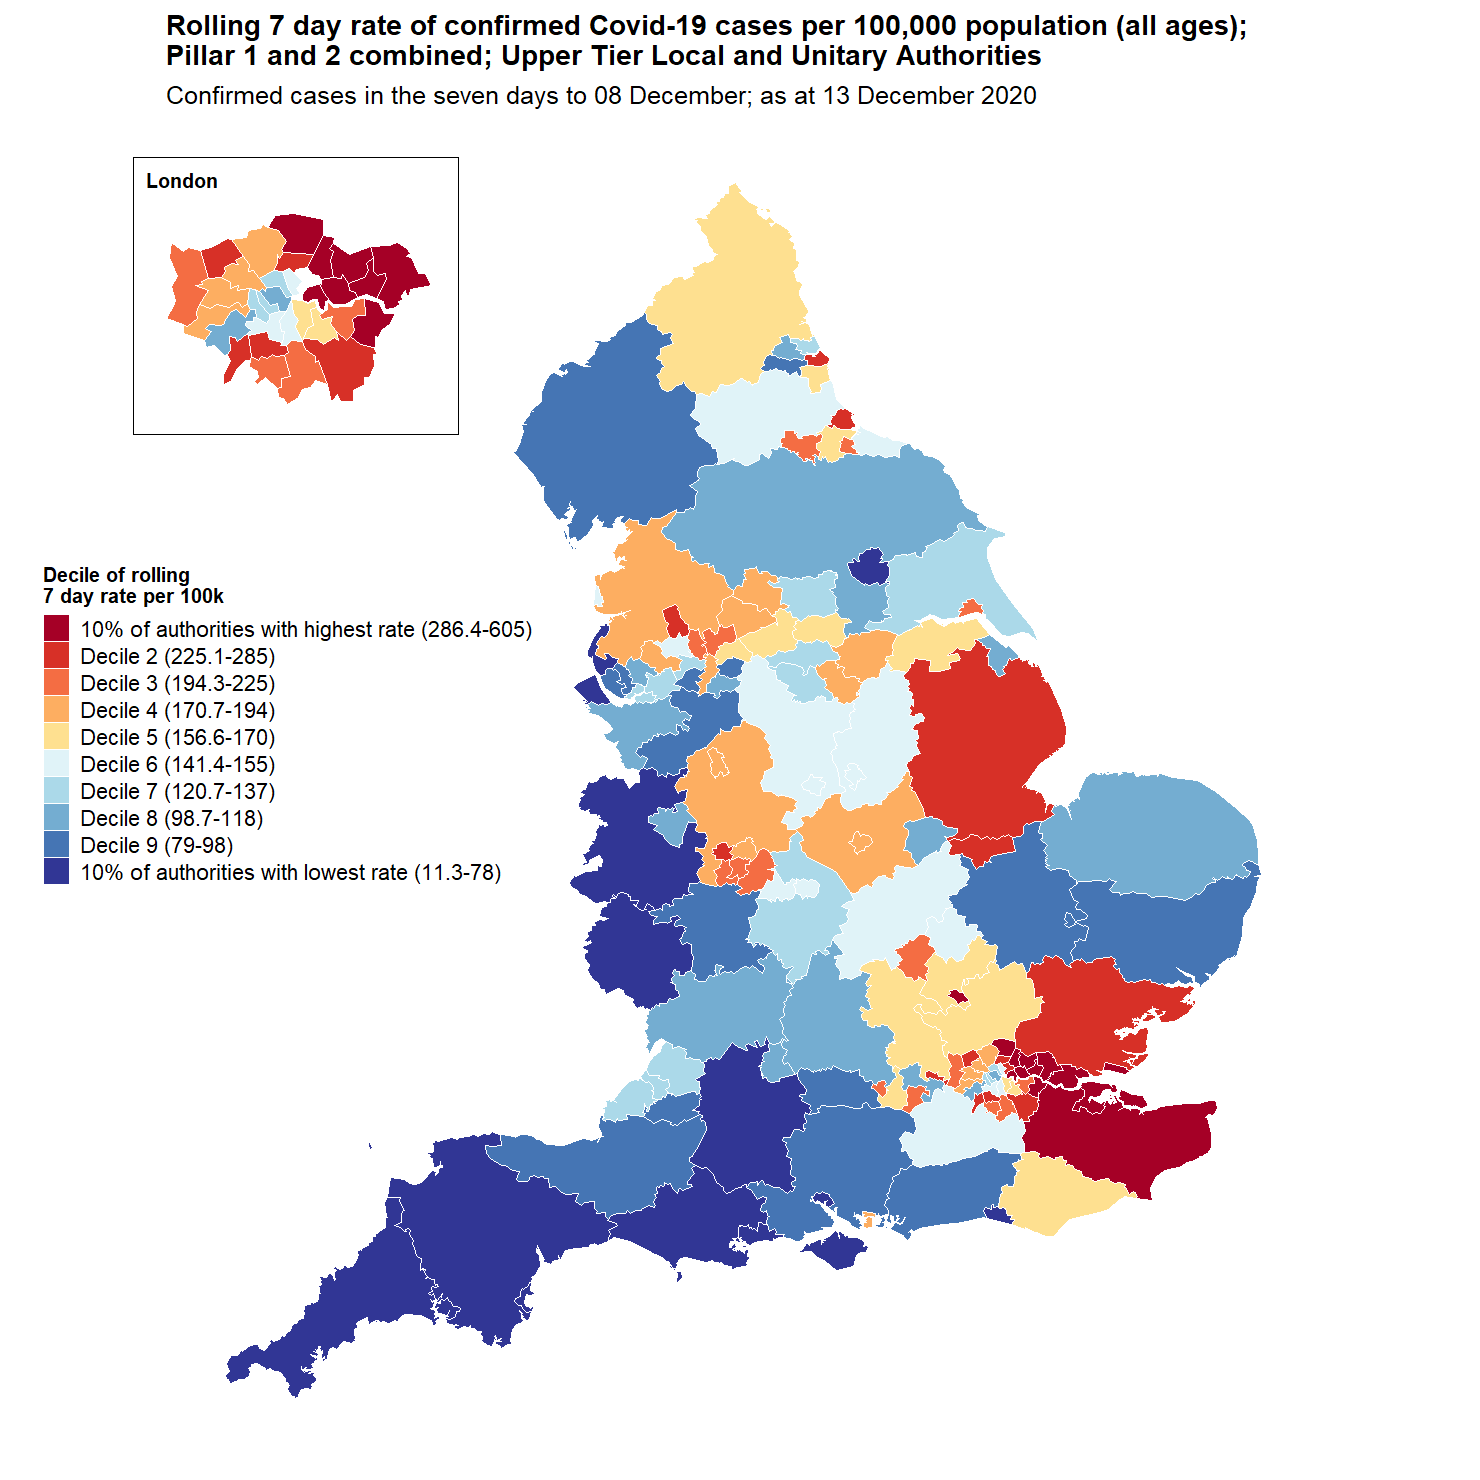 Rolling 7 day rate of confirmed Covid-19 cases per 100,000 population (all ages);
Pillar 1 and 2 combined; Upper Tier Local and Unitary Authorities
Confirmed cases in the seven days to 08 December; as at 13 December 2020
London
Decile of rolling
7 day rate per 100k
10% of authorities with highest rate (286.4-605)
Decile 2 (225.1-285)
Decile 3 (194.3-225)
Decile 4 (170.7-194)
Decile 5 (156.6-170)
Decile 6 (141.4-155)
Decile 7 (120.7-137)
Decile 8 (98.7-118)
Decile 9 (79-98)
10% of authorities with lowest rate (11.3-78)